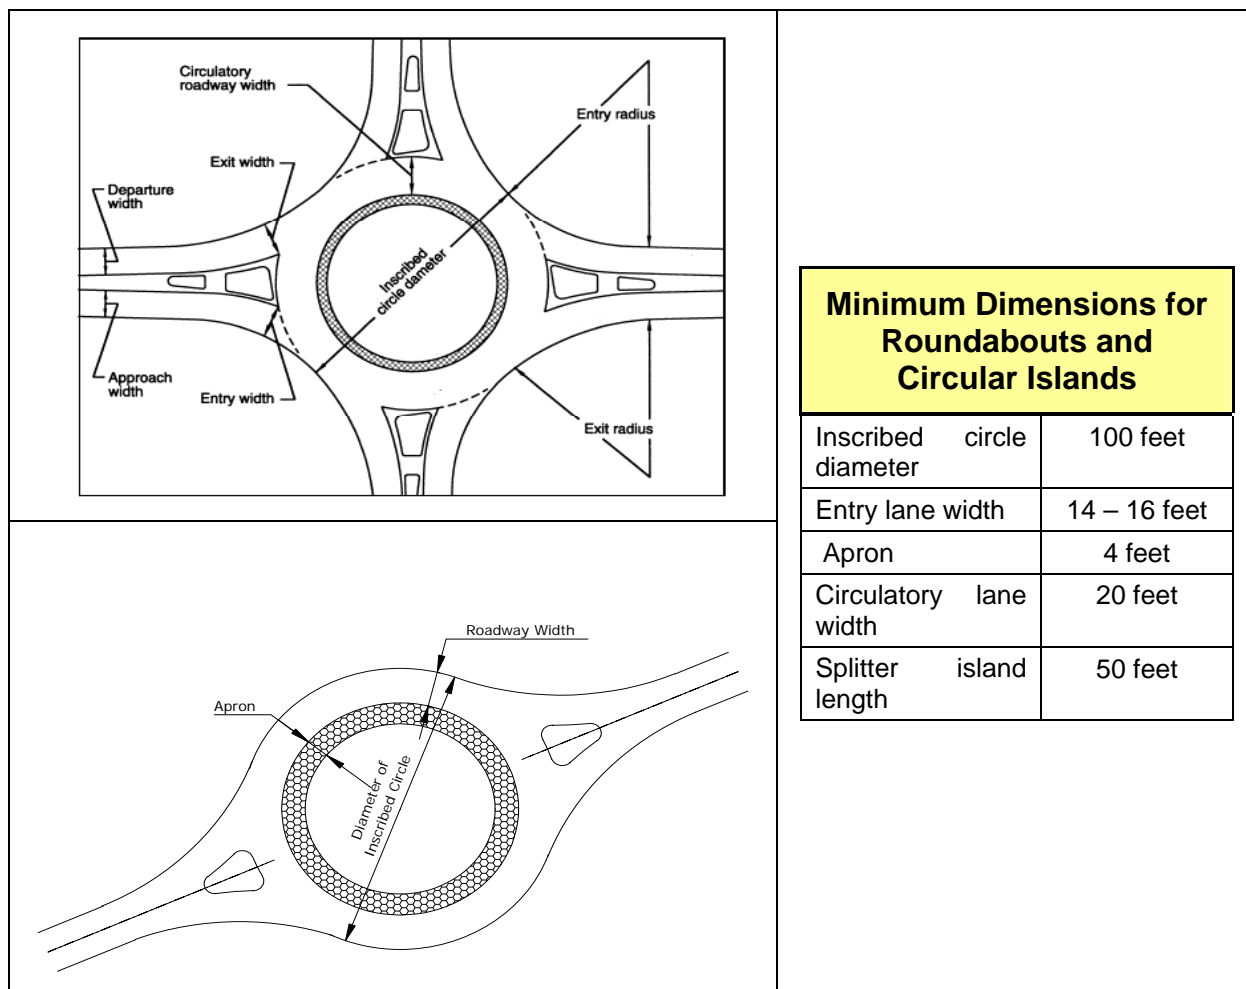 Circulatory
roadway width
Entry radius
Exit width
Departure
width
Inscribed
circle diameter
Approach
width
Entry width
Exit radius
Roadway Width
Apron
Diameter of
Inscribed Circle
Minimum Dimensions for
Roundabouts and
Circular Islands
Inscribed circle
diameter
100 feet
Entry lane width
14 – 16 feet
Apron
4 feet
Circulatory lane
width
20 feet
Splitter island
length
50 feet